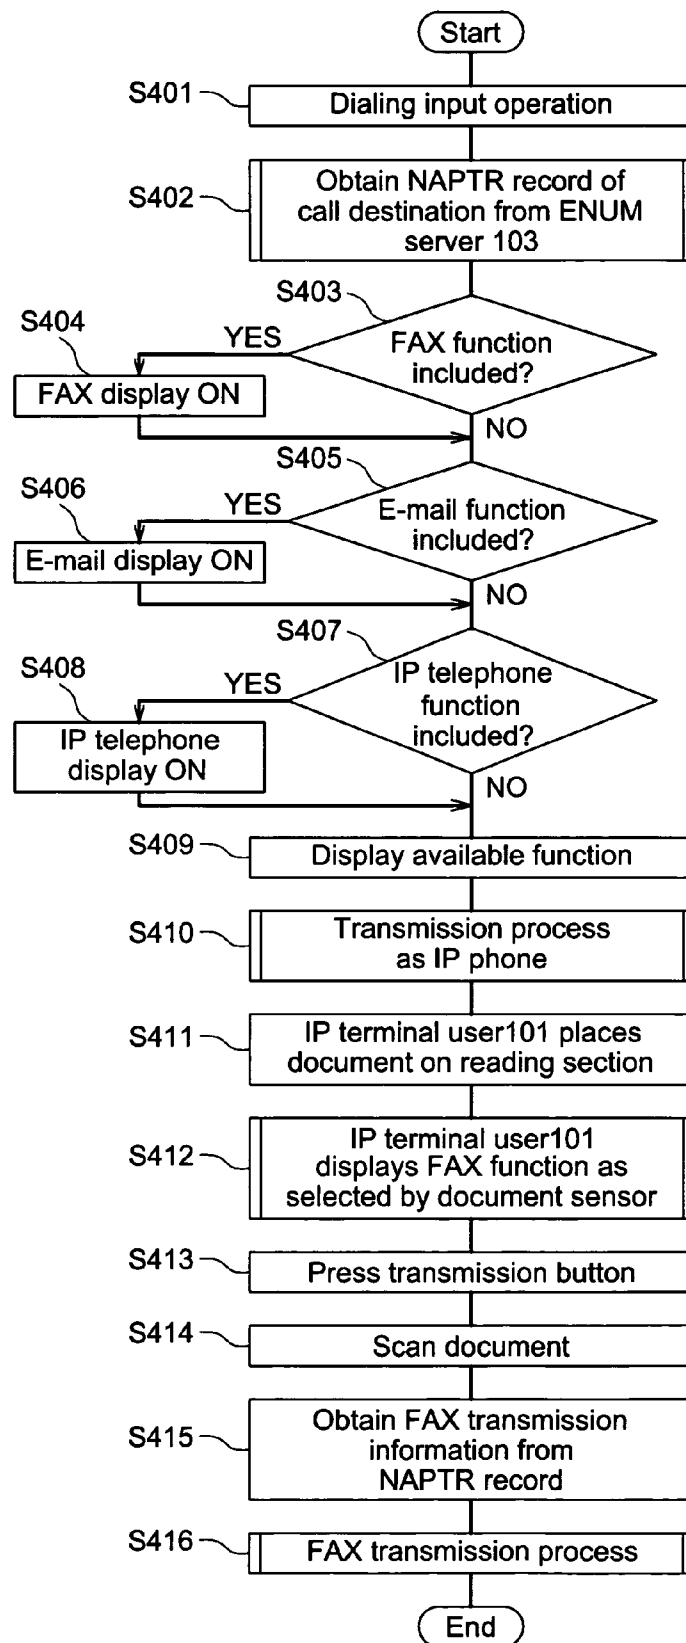 Start
S401
Dialing input operation
S402
Obtain NAPTR record of
call destination from ENUM
server 103
S403
FAX function
included?
YES
S404
FAX display ON
NO
S405
E-mail function
included?
YES
S406
E-mail display ON
NO
S407
IP telephone
function
included?
YES
S408
IP telephone
display ON
NO
S409
Display available function
S410
Transmission process
as IP phone
S411
IP terminal user101 places
document on reading section
S412
IP terminal user101
displays FAX function as
selected by document sensor
S413
Press transmission button
S414
Scan document
S415
Obtain FAX transmission
information from
NAPTR record
S416
FAX transmission process
End